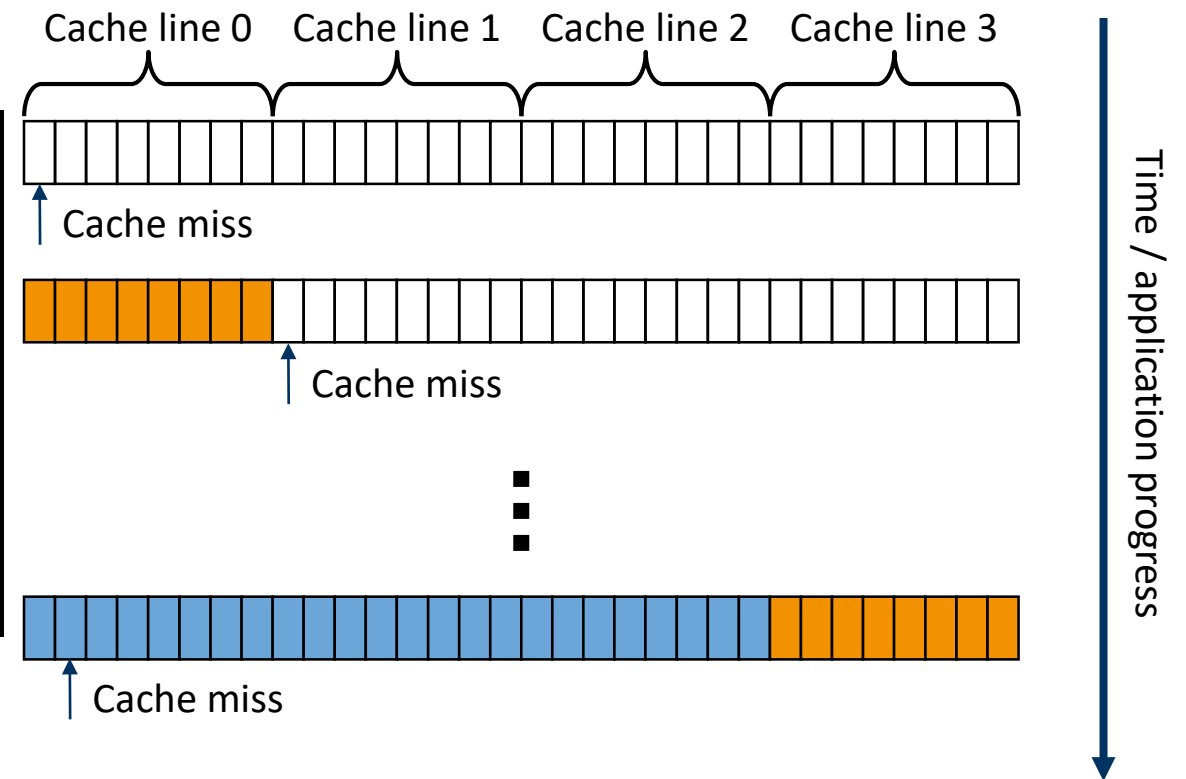 Cache line 0
Cache line 1
Cache line 2
Cache line 3
Cache miss
Cache miss
Cache miss
Time / application progress